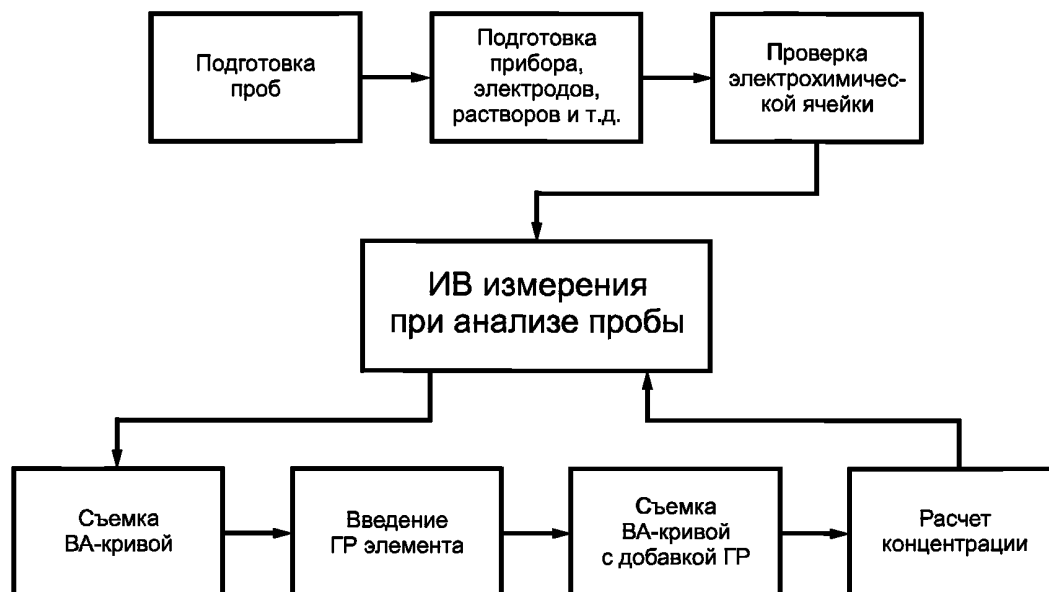 Подготовка
проб
Подготовка
прибора,
электродов,
растворов и т.д.
Проверка
электрохимичес-
кой ячейки
ИВ измерения
при анализе пробы
Съемка
ВА-кривой
Введение
ГР элемента
Съемка
ВА-кривой
с добавкой ГР
Расчет
концентрации